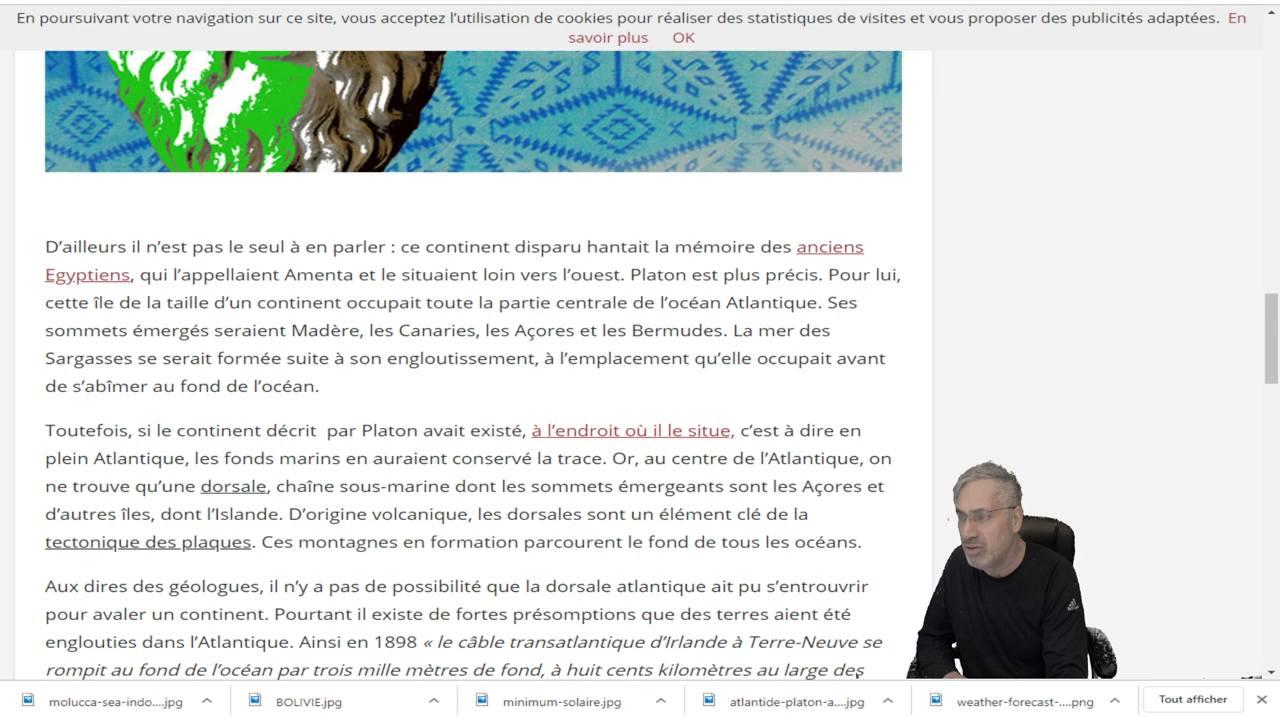 En poursuivant votre navigation sur ce site, vous acceptez l’utilisation de cookies pour réaliser des statistiques de visites et vous proposer des publicités adaptées. En
savoir plus OK
D’ailleurs il n’est pas le seul à en parler : ce continent disparu hantait la mémoire des anciens
Egyptiens, qui l’appellaient Amenta et le situaient loin vers l’ouest. Platon est plus précis. Pour lui,
cette île de la taille d’un continent occupait toute la partie centrale de l’océan Atlantique. Ses
sommets émergés seraient Madère, les Canaries, les Açores et les Bermudes. La mer des
Sargasses se serait formée suite à son engloutissement, à l’emplacement qu’elle occupait avant
de s’abîmer au fond de l’océan.
Toutefois, si le continent décrit par Platon avait existé, à l’endroit où il le situe, c’est à dire en
plein Atlantique, les fonds marins en auraient conservé la trace. Or, au centre de l’Atlantique, on
ne trouve qu’une dorsale, chaîne sous-marine dont les sommets émergeants sont les Açores et
d’autres îles, dont l’Islande. D’origine volcanique, les dorsales sont un élément clé de la
tectonique des plaques. Ces montagnes en formation parcourent le fond de tous les océans.
Aux dires des géologues, il n’y a pas de possibilité que la dorsale atlantique ait pu s’entrouvrir
pour avaler un continent. Pourtant il existe de fortes présomptions que des terres aient été
englouties dans l’Atlantique. Ainsi en 1898 « le câble transatlantique d’Irlande à Terre-Neuve se
rompit au fond de l’océan par trois mille mètres de fond, à huit cents kilomètres au large des
molucca-sea-indo....jpg
BOLIVIE.jpg
minimum-solaire.jpg
atlantide-platon-a....jpg
weather-forecast-....png
Tout afficher